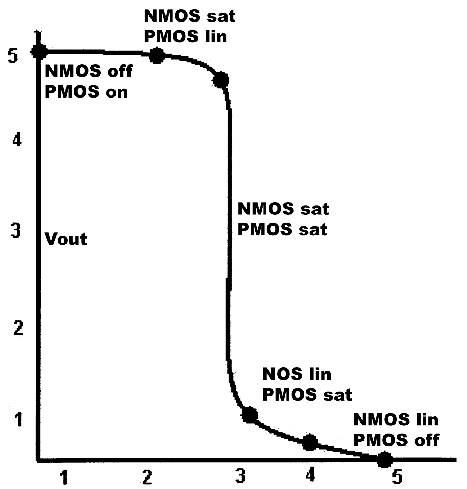 NMOS sat
PMOS lin
5
NMOS off
PMOS on
4
NMOS sat
PMOS sat
3
Vout
2
NOS lin
PMOS sat
1
NMOS lin
PMOS off
1 2 3 4 5